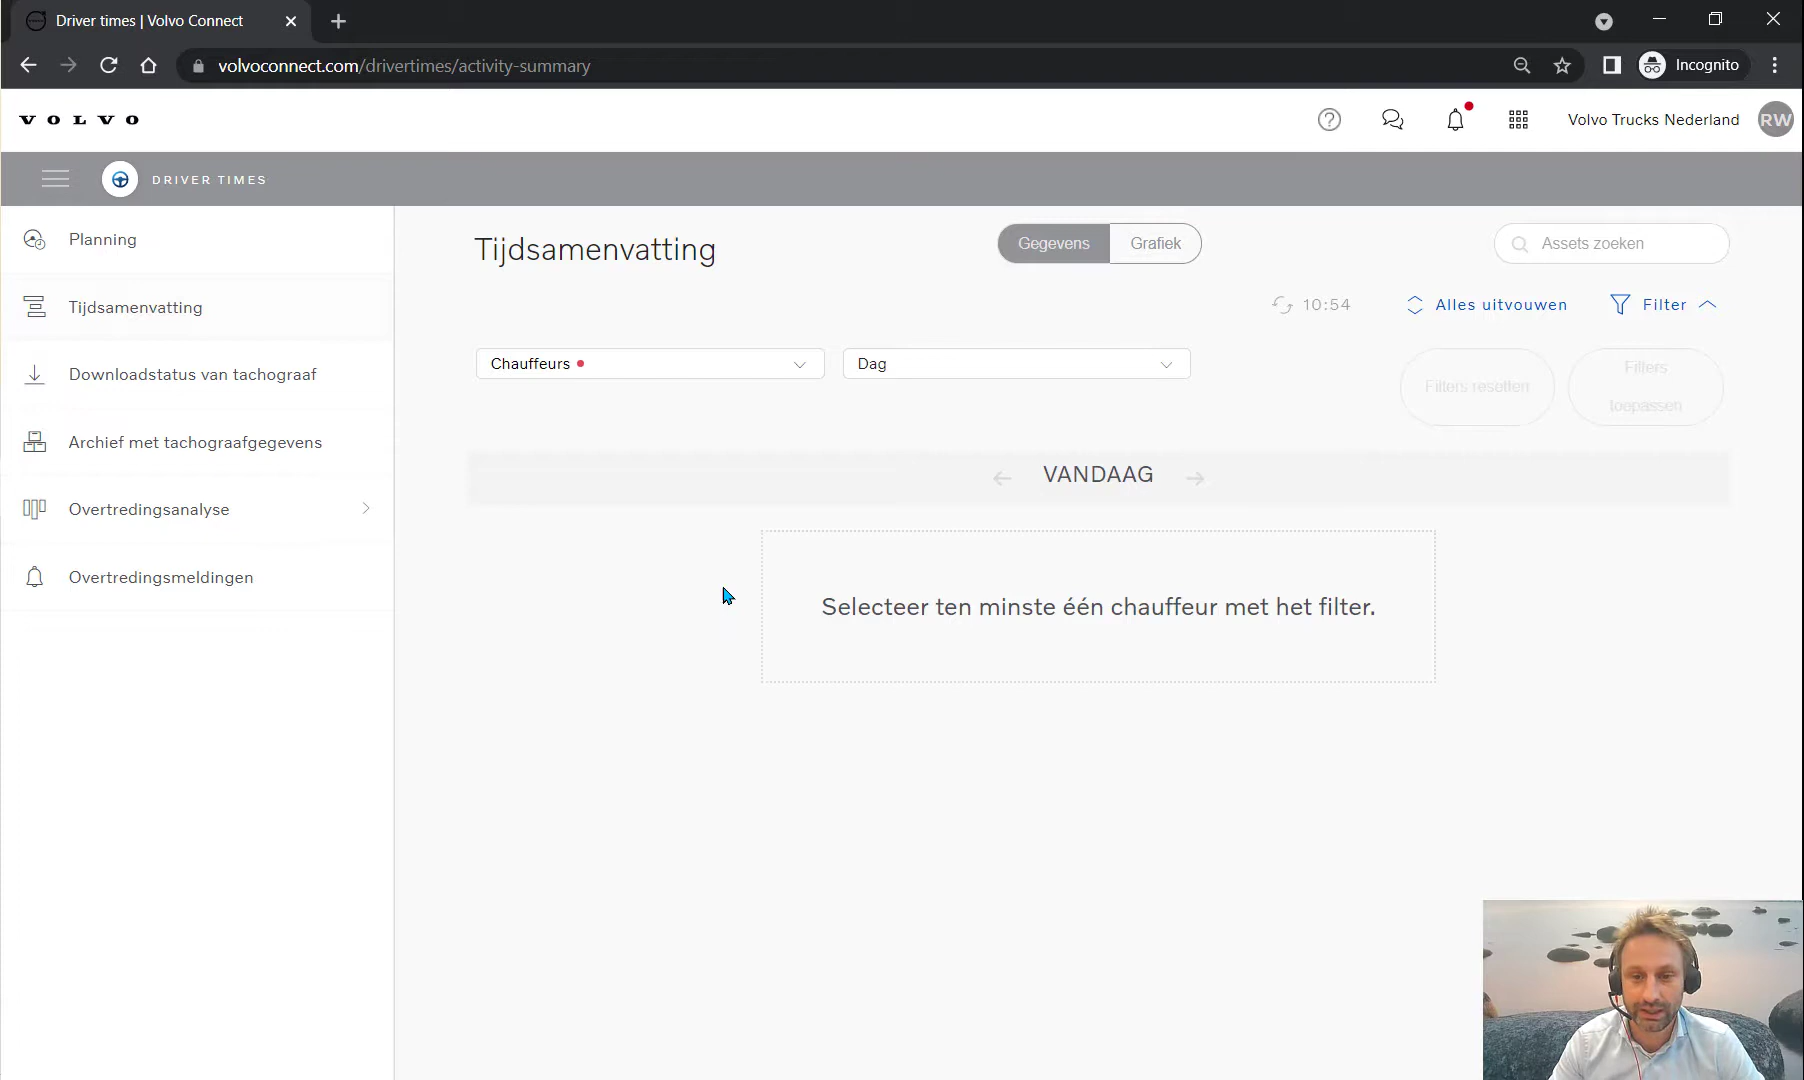 Driver times | Volvo Connect
volvoconnect.com/drivertimes/activity-summary
Incognito
VOLVO
Volvo Trucks Nederland
RW
DRIVER TIMES
Planning
Tijdsamenvatting
Downloadstatus van tachograaf
Archief met tachograafgegevens
Overtredingsanalyse
Overtredingsmeldingen
Tijdsamenvatting
Gegevens
Grafiek
Assets zoeken
10:54
Alles uitvouwen
Filter
Chauffeurs
Dag
Filters resetten
Filters
toepassen
VANDAAG
Selecteer ten minste één chauffeur met het filter.